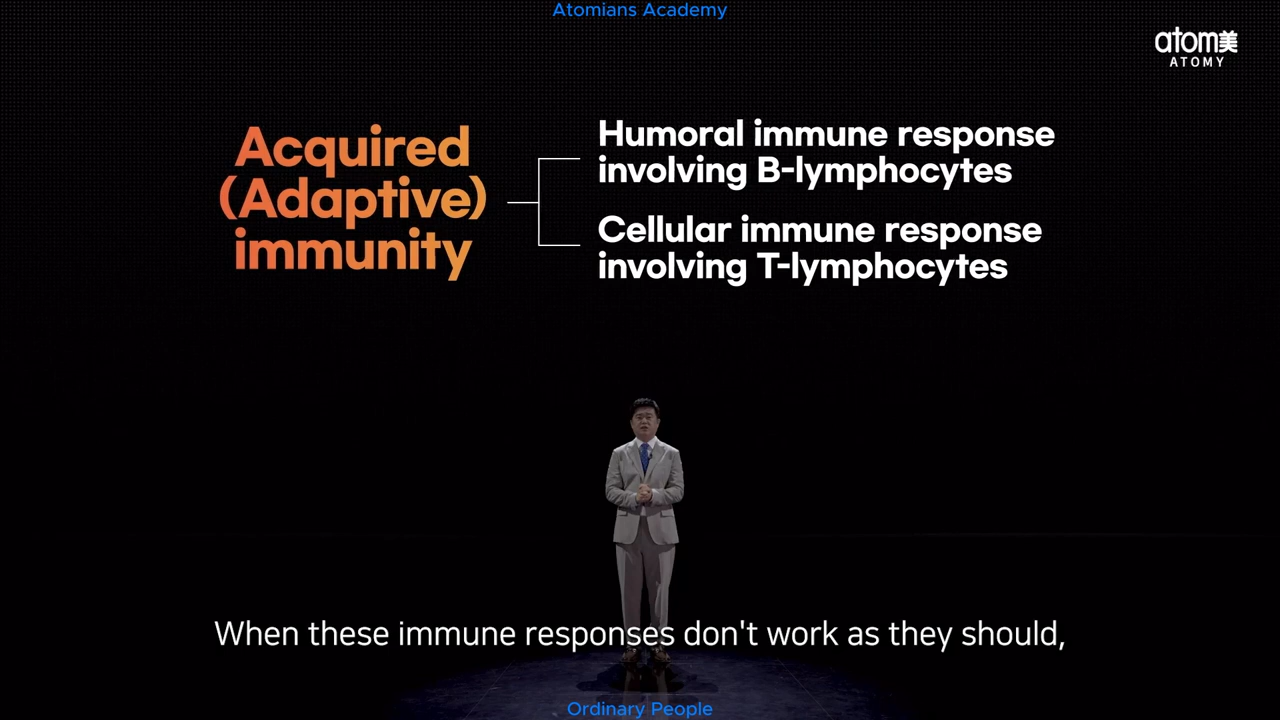 Atomians Academy
atom美
ATOMY
Acquired
(Adaptive)
immunity
Humoral immune response
involving B-lymphocytes
Cellular immune response
involving T-lymphocytes
When these immune responses don't work as they should,
Ordinary People